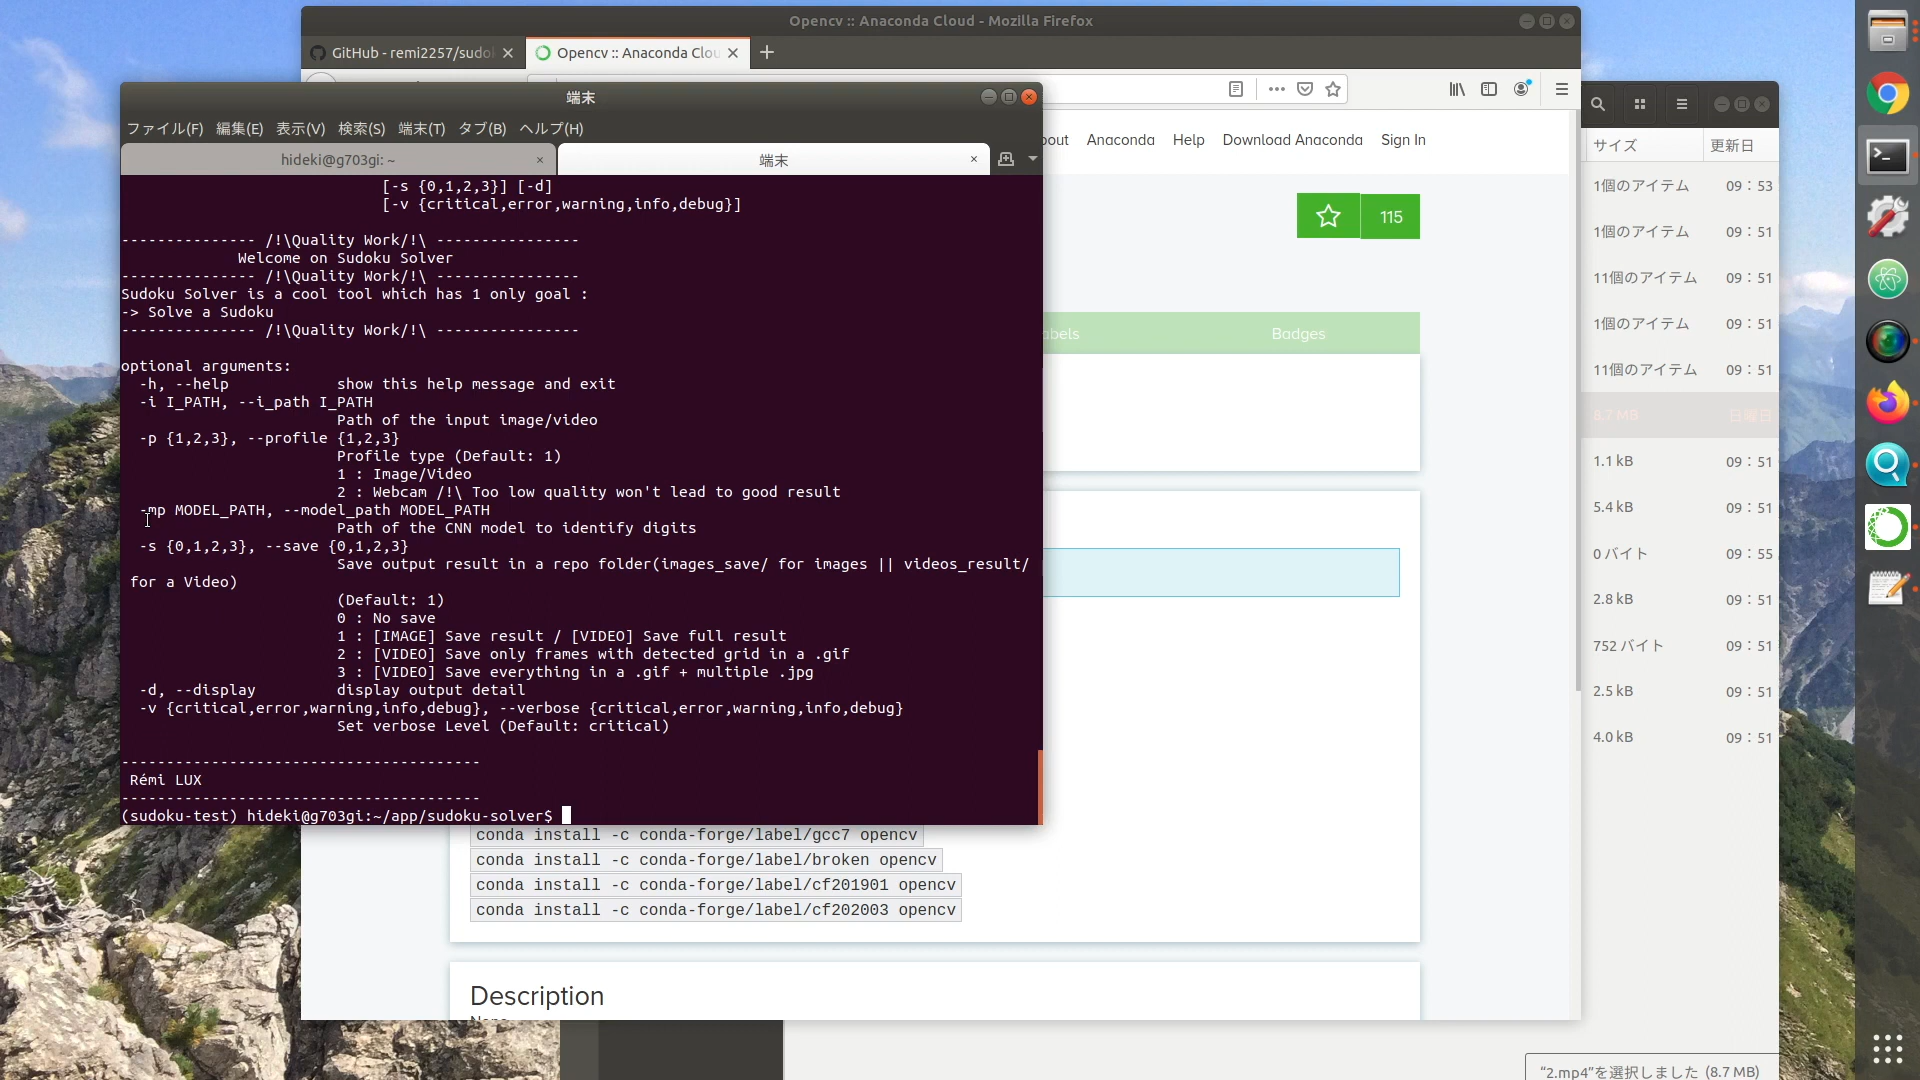 Opencv :: Anaconda Cloud - Mozilla Firefox
GitHub - remi2257/sudo
Opencv :: Anaconda Clou
端末
ファイル(F) 編集(E) 表示(V) 検索(S) 端末(T) タブ(B) ヘルプ(H)
hideki@g703gi: ~
端末
[-s {0,1,2,3}] [-d]
[-v {critical,error,warning,info,debug}]
--------------- /!\Quality Work/!\ ----------------
Welcome on Sudoku Solver
--------------- /!\Quality Work/!\ ----------------
Sudoku Solver is a cool tool which has 1 only goal :
-> Solve a Sudoku
--------------- /!\Quality Work/!\ ----------------
optional arguments:
-h, --help show this help message and exit
-i I_PATH, --i_path I_PATH
Path of the input image/video
-p {1,2,3}, --profile {1,2,3}
Profile type (Default: 1)
1 : Image/Video
2 : Webcam /!\ Too low quality won't lead to good result
-mp MODEL_PATH, --model_path MODEL_PATH
Path of the CNN model to identify digits
-s {0,1,2,3}, --save {0,1,2,3}
Save output result in a repo folder(images_save/ for images || videos_result/
for a Video)
(Default: 1)
0 : No save
1 : [IMAGE] Save result / [VIDEO] Save full result
2 : [VIDEO] Save only frames with detected grid in a .gif
3 : [VIDEO] Save everything in a .gif + multiple .jpg
-d, --display display output detail
-v {critical,error,warning,info,debug}, --verbose {critical,error,warning,info,debug}
Set verbose Level (Default: critical)
----------------------------------------
Rémi LUX
----------------------------------------
(sudoku-test) hideki@g703gi:~/app/sudoku-solver$
out Anaconda Help Download Anaconda Sign In
115
abels Badges
conda install -c conda-forge/label/gcc7 opencv
conda install -c conda-forge/label/broken opencv
conda install -c conda-forge/label/cf201901 opencv
conda install -c conda-forge/label/cf202003 opencv
Description
サイズ 更新日
1個のアイテム 09：53
1個のアイテム 09：51
11個のアイテム 09：51
1個のアイテム 09：51
11個のアイテム 09：51
8.7 MB 日曜日
1.1 kB 09：51
5.4 kB 09：51
0 バイト 09：55
2.8 kB 09：51
752 バイト 09：51
2.5 kB 09：51
4.0 kB 09：51
“2.mp4”を選択しました (8.7 MB)